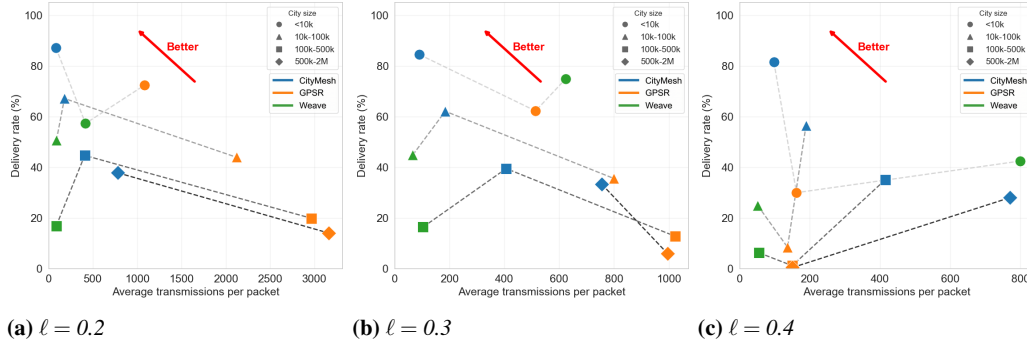 100
80
60
40
20
0
Delivery rate (%)
0 500 1000 1500 2000 2500 3000
Average transmissions per packet
Better
City size
<10k
10k-100k
100k-500k
500k-2M
CityMesh
GPSR
Weave
(a) ℓ = 0.2
100
80
60
40
20
0
Delivery rate (%)
0 200 400 600 800 1000
Average transmissions per packet
Better
City size
<10k
10k-100k
100k-500k
500k-2M
CityMesh
GPSR
Weave
(b) ℓ = 0.3
100
80
60
40
20
0
Delivery rate (%)
0 200 400 600 800
Average transmissions per packet
Better
City size
<10k
10k-100k
100k-500k
500k-2M
CityMesh
GPSR
Weave
(c) ℓ = 0.4